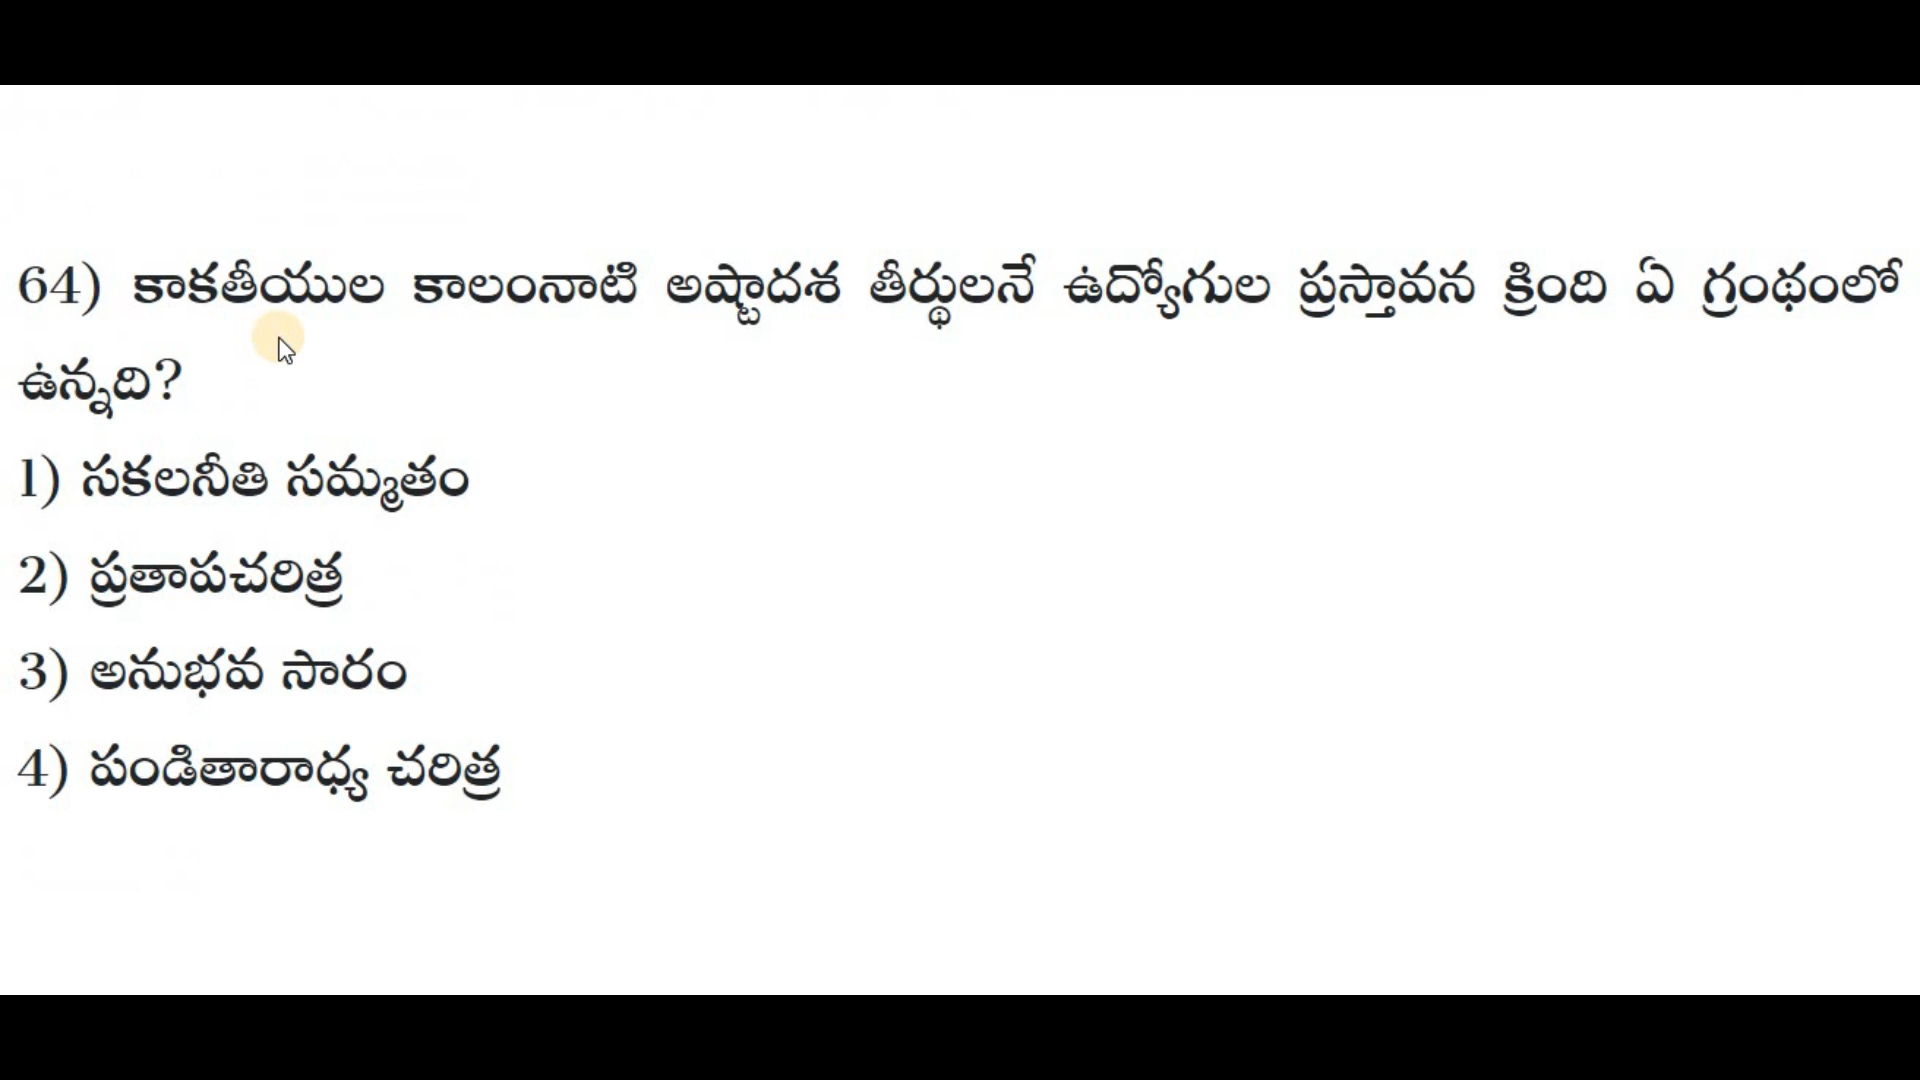 64) కాకతీయుల కాలంనాటి అష్టాదశ తీర్థులనే ఉద్యోగుల ప్రస్తావన క్రింది ఏ గ్రంథంలో
ఉన్నది?
1) సకలనీతి సమ్మతం
2) ప్రతాపచరిత్ర
3) అనుభవ సారం
4) పండితారాధ్య చరిత్ర